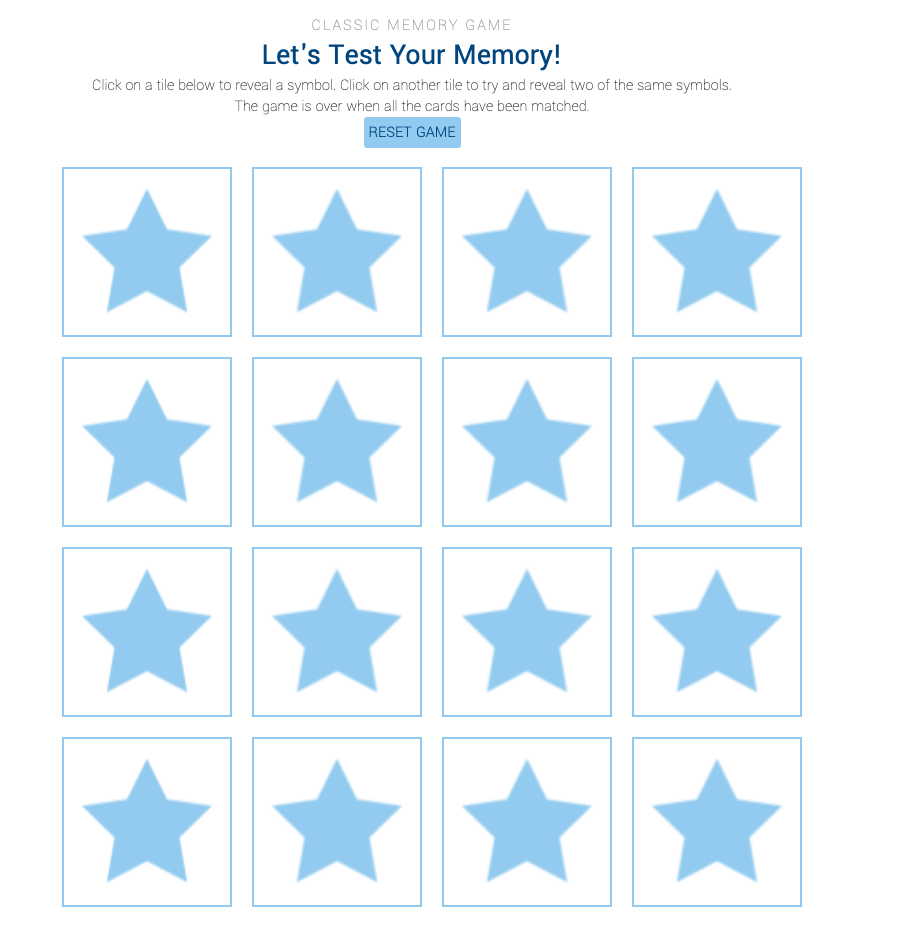 CLASSIC MEMORY GAME
Let's Test Your Memory!
Click on a tile below to reveal a symbol. Click on another tile to try and reveal two of the same symbols.
The game is over when all the cards have been matched.
RESET GAME